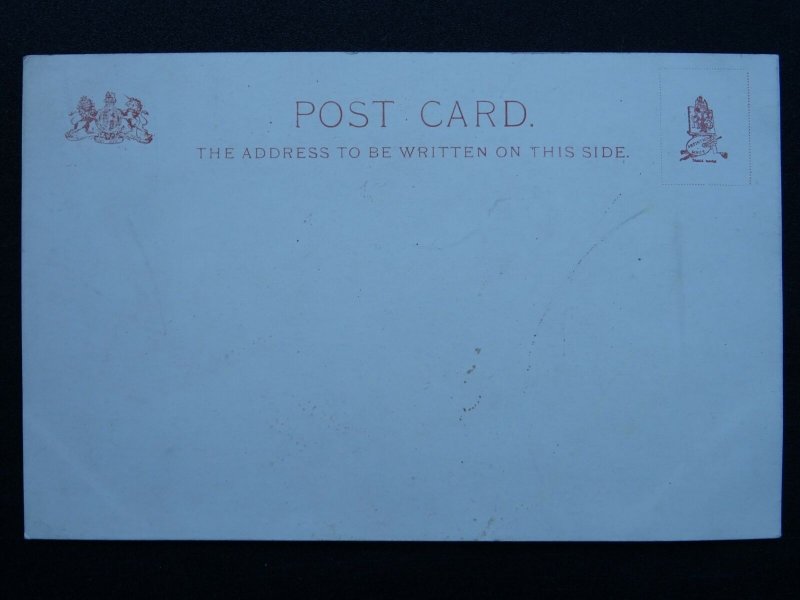 POST CARD.
THE ADDRESS TO BE WRITTEN ON THIS SIDE.